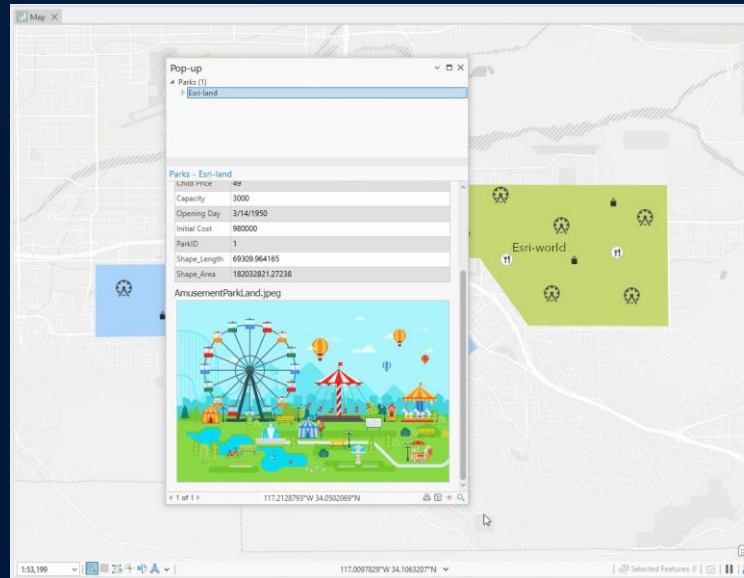 Map
Pop-up
Parks (1)
Esri-land
Parks - Esri-land
Child Price 49
Capacity 3000
Opening Day 3/14/1950
Initial Cost 980000
ParkID 1
Shape_Length 69309.964165
Shape_Area 182032821.27238
AmusementParkLand.jpeg
Esri-world
1 of 1
117.2128793°W 34.0502069°N
1:53,199
117.0097829°W 34.1063207°N
Selected Features: 0